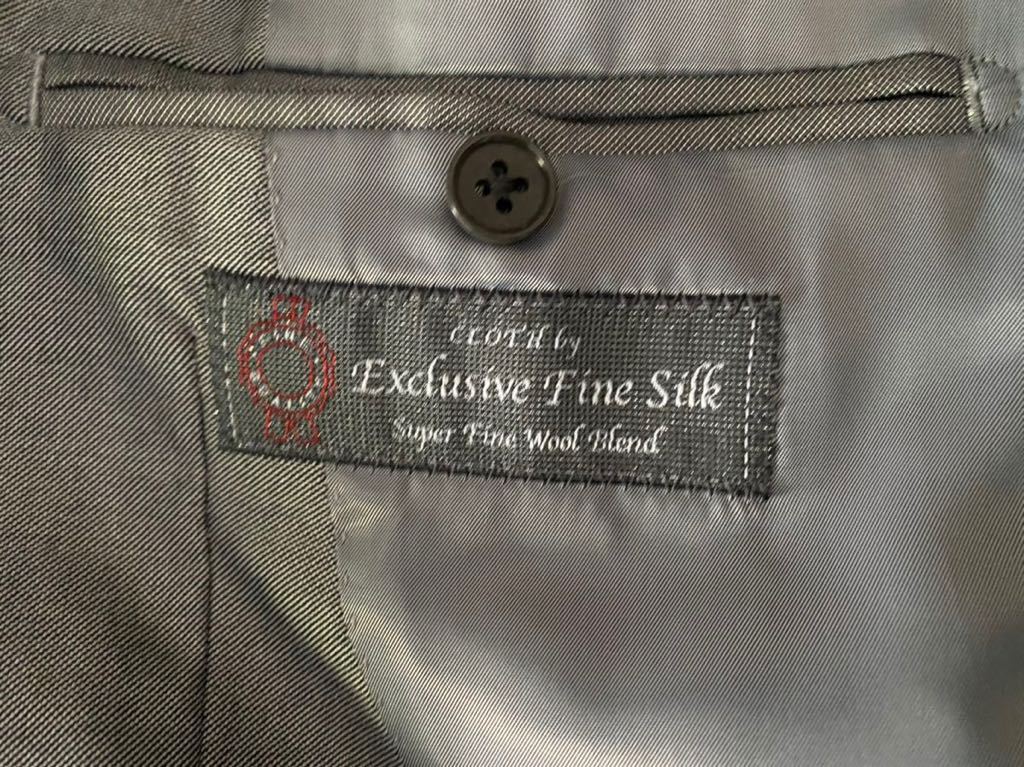 CLOTH by
Exclusive Fine Silk
Super Fine Wool Blend